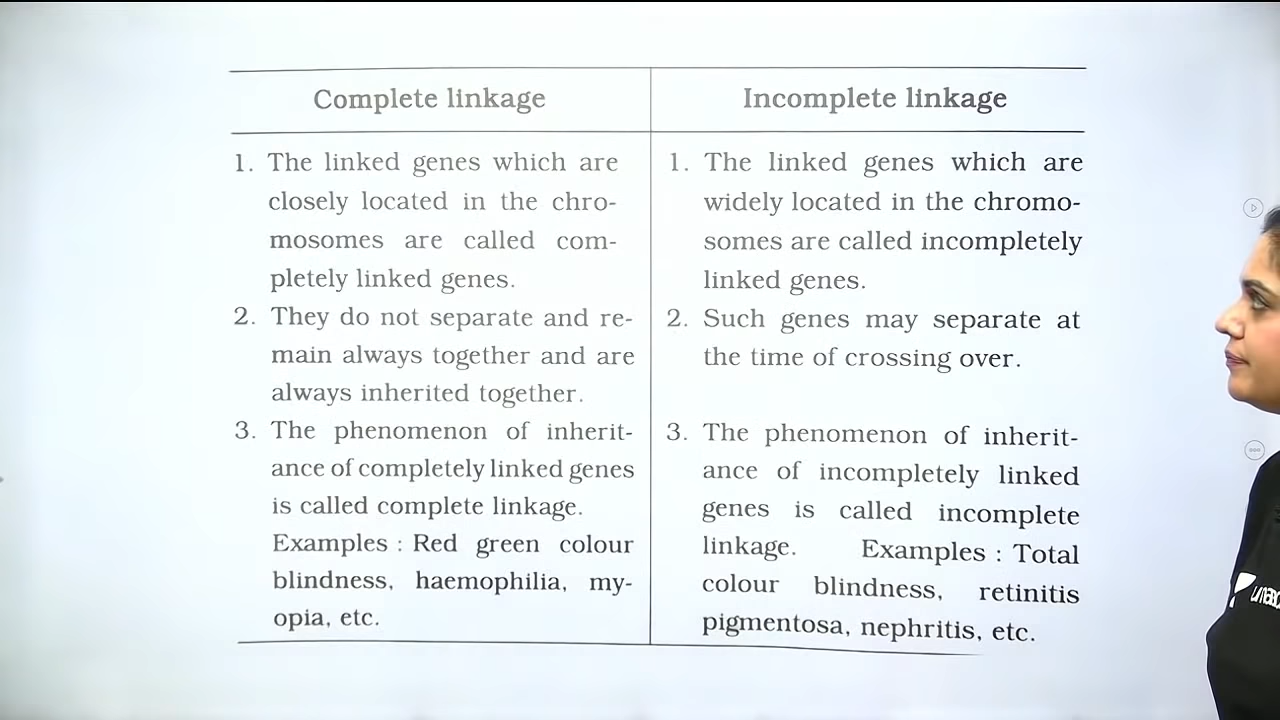 Complete linkage
1. The linked genes which are
closely located in the chro-
mosomes are called com-
pletely linked genes.
2. They do not separate and re-
main always together and are
always inherited together.
3. The phenomenon of inherit-
ance of completely linked genes
is called complete linkage.
Examples : Red green colour
blindness, haemophilia, my-
opia, etc.
Incomplete linkage
1. The linked genes which are
widely located in the chromo-
somes are called incompletely
linked genes.
2. Such genes may separate at
the time of crossing over.
3. The phenomenon of inherit-
ance of incompletely linked
genes is called incomplete
linkage. Examples : Total
colour blindness, retinitis
pigmentosa, nephritis, etc.